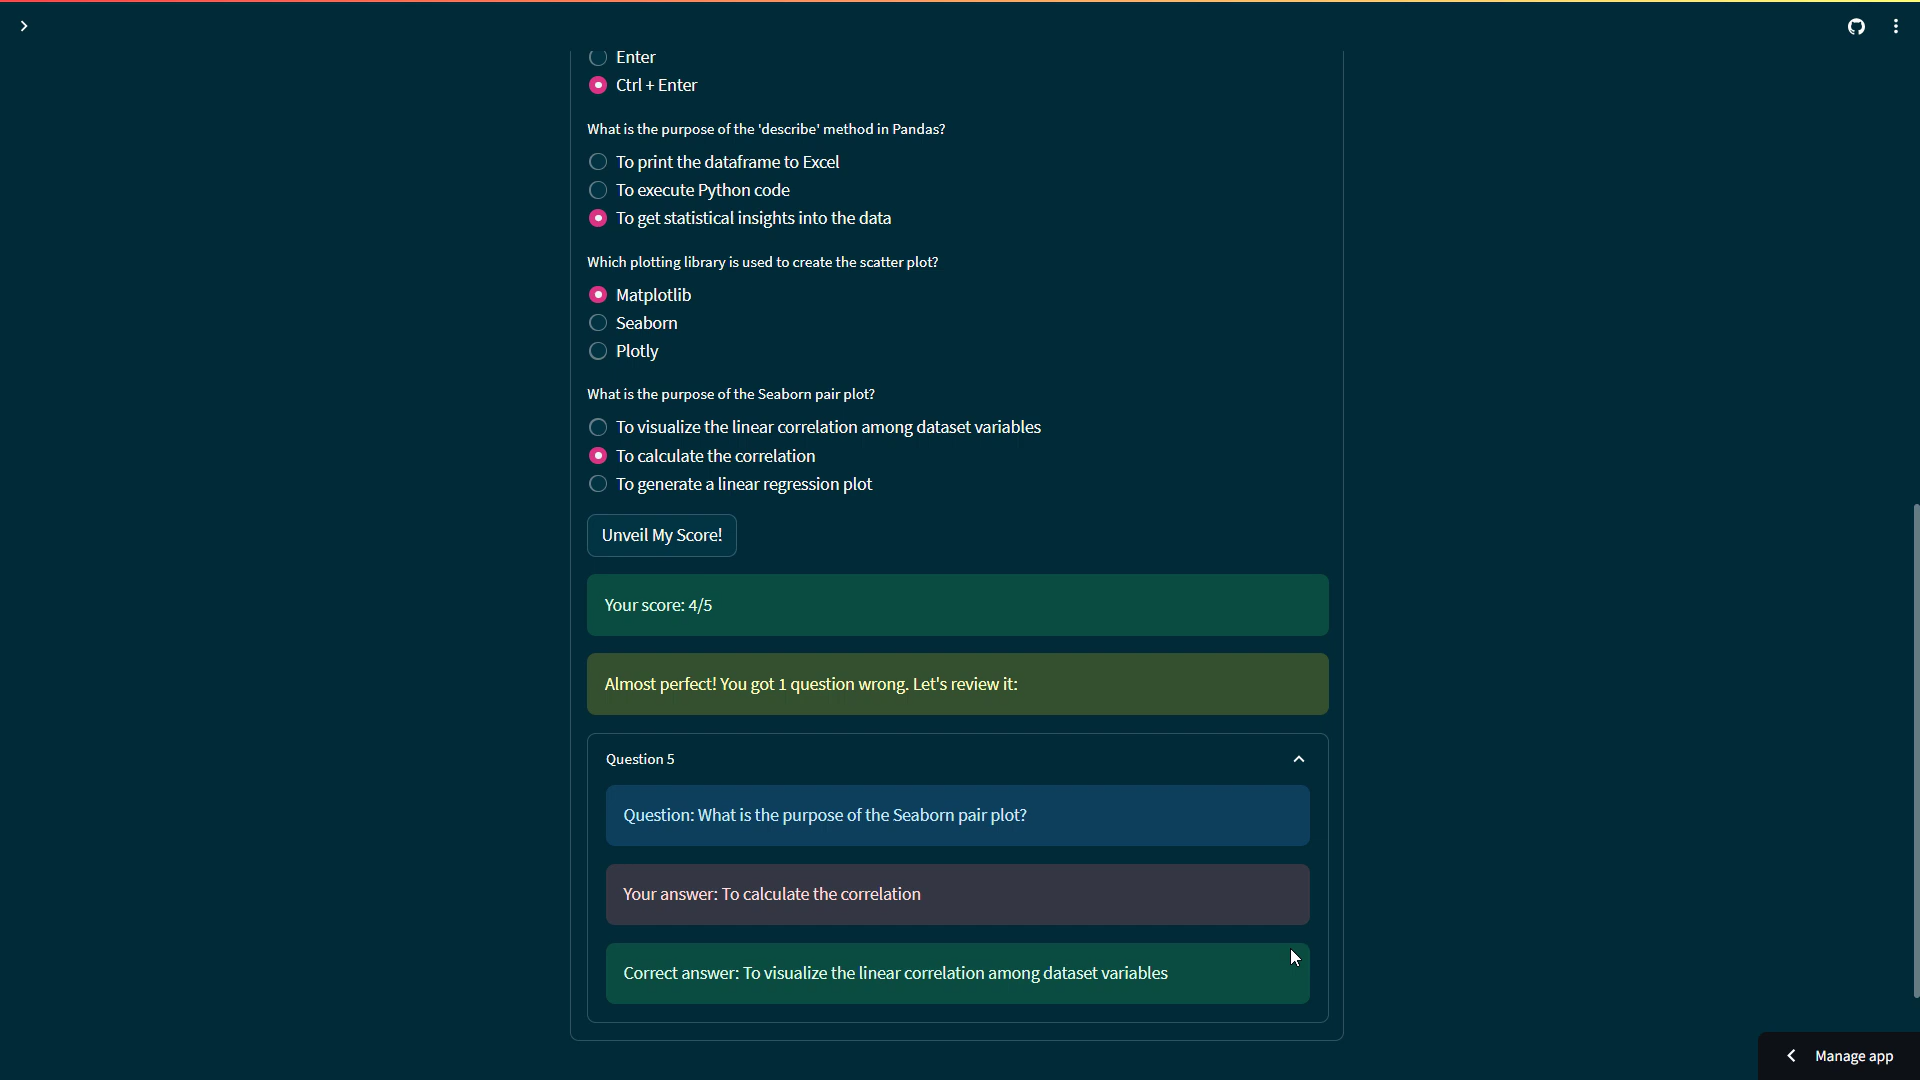 Enter
Ctrl + Enter
What is the purpose of the 'describe' method in Pandas?
To print the dataframe to Excel
To execute Python code
To get statistical insights into the data
Which plotting library is used to create the scatter plot?
Matplotlib
Seaborn
Plotly
What is the purpose of the Seaborn pair plot?
To visualize the linear correlation among dataset variables
To calculate the correlation
To generate a linear regression plot
Unveil My Score!
Your score: 4/5
Almost perfect! You got 1 question wrong. Let's review it:
Question 5
Question: What is the purpose of the Seaborn pair plot?
Your answer: To calculate the correlation
Correct answer: To visualize the linear correlation among dataset variables
Manage app